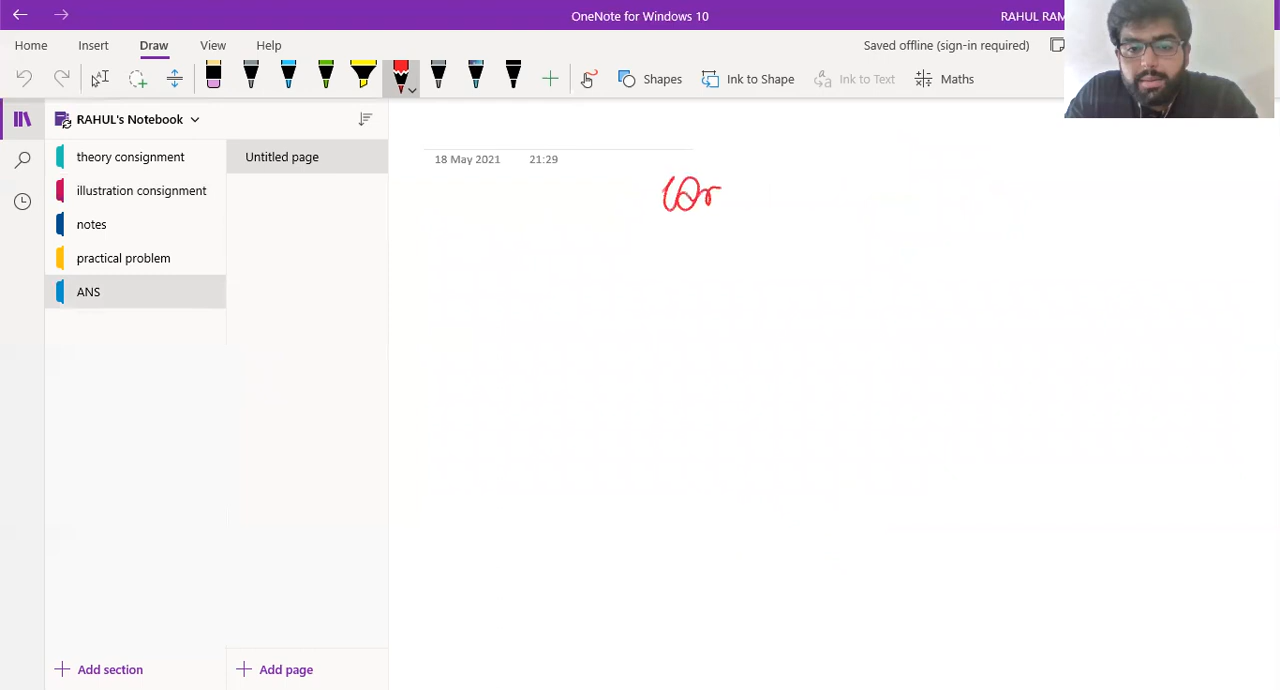 OneNote for Windows 10
RAHUL RAM
Home Insert Draw View Help
Saved offline (sign-in required)
Shapes Ink to Shape Ink to Text Maths
RAHUL's Notebook
theory consignment
illustration consignment
notes
practical problem
ANS
Untitled page
18 May 2021 21:29
Add section
Add page